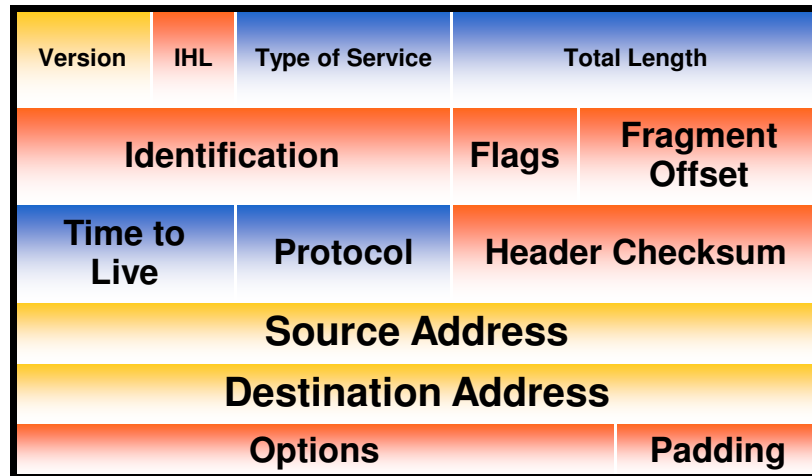 Version IHL Type of Service Total Length
Identification Flags Fragment Offset
Time to Live Protocol Header Checksum
Source Address
Destination Address
Options Padding